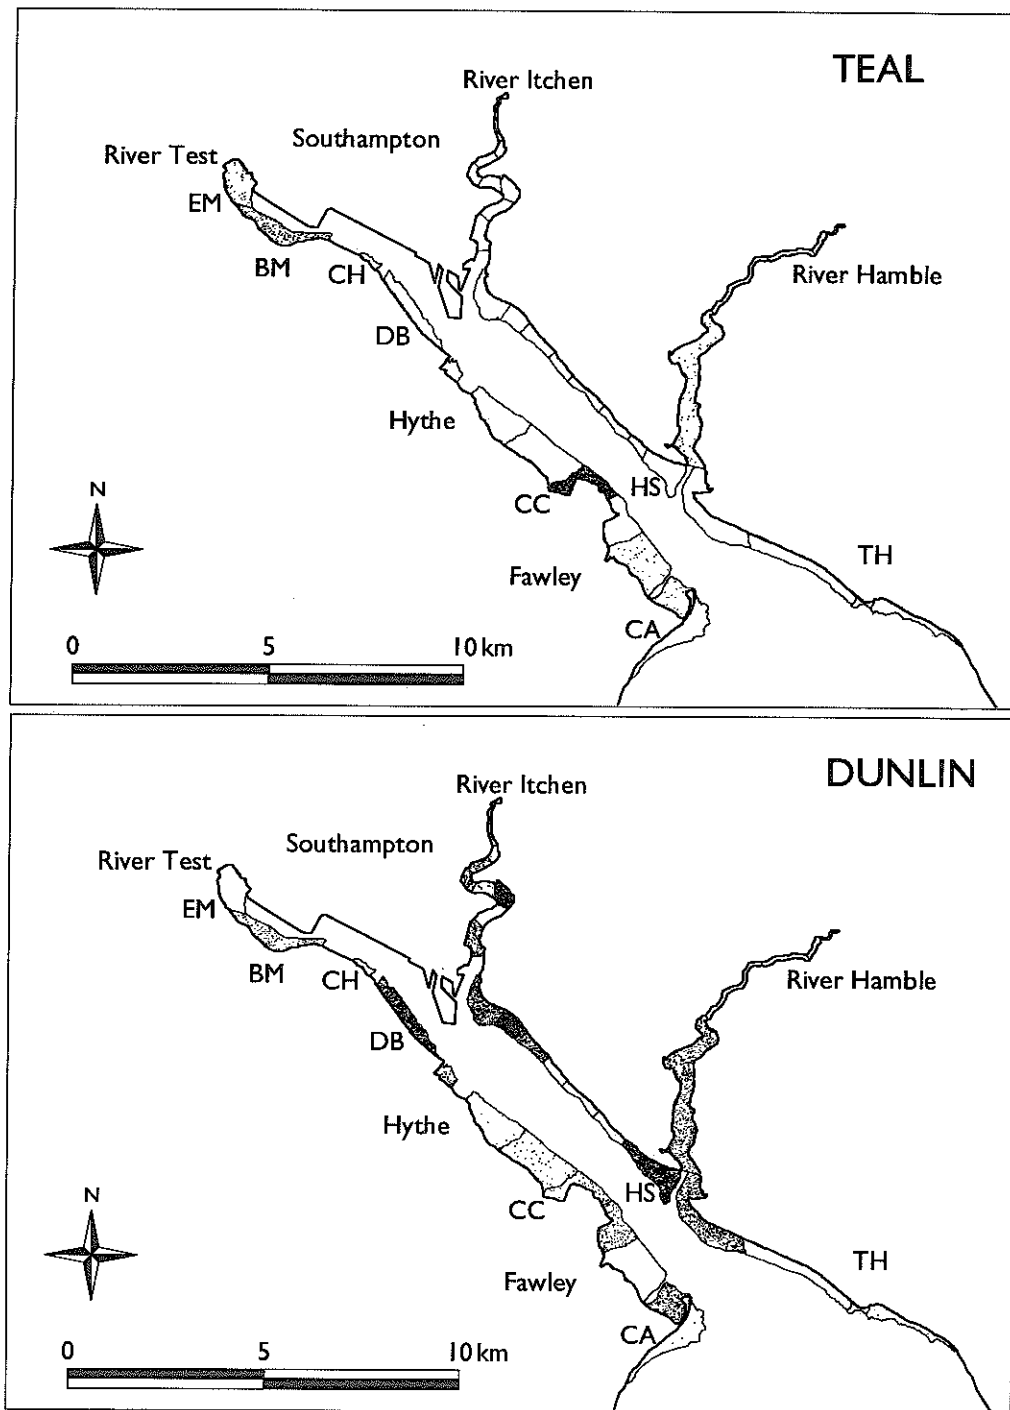 TEAL
River Itchen
Southampton
River Test
EM
BM
CH
River Hamble
DB
Hythe
CC
HS
N
Fawley
TH
CA
0 5 10 km
DUNLIN
River Itchen
Southampton
River Test
EM
BM
CH
River Hamble
DB
Hythe
CC
HS
N
Fawley
TH
CA
0 5 10 km